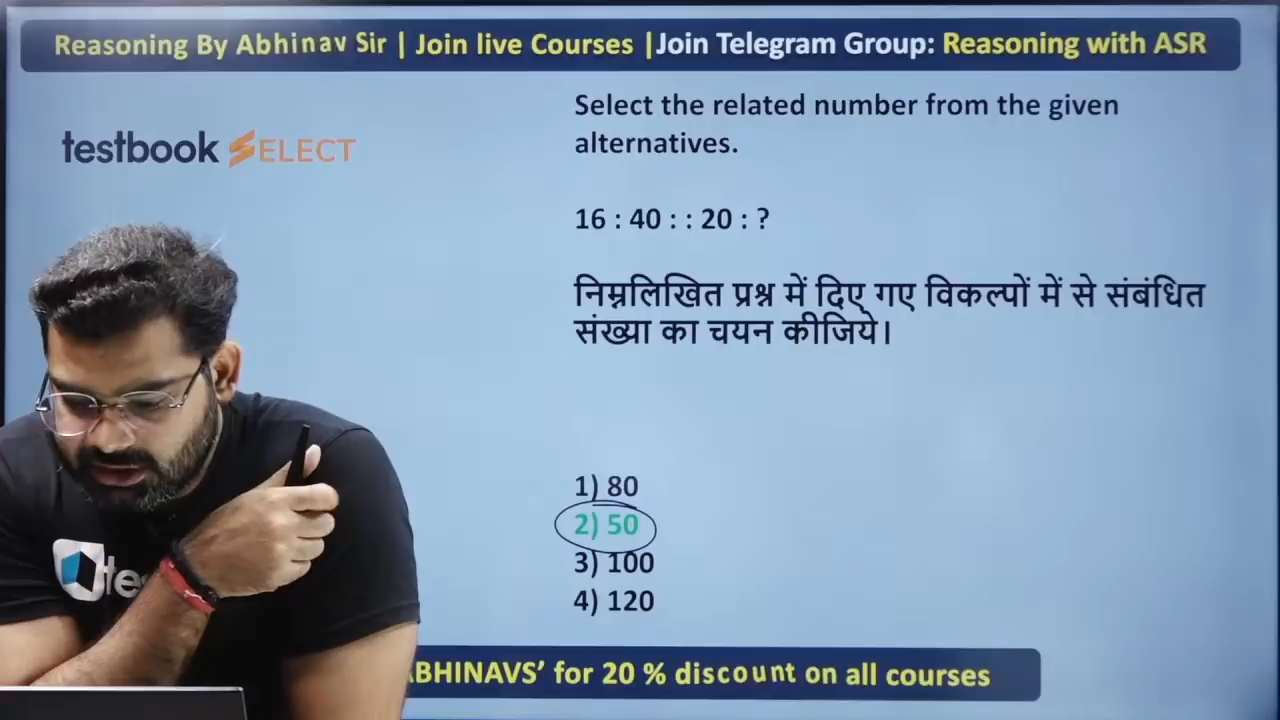 Reasoning By Abhinav Sir | Join live Courses |Join Telegram Group: Reasoning with ASR
testbook SELECT
Select the related number from the given
alternatives.
16 : 40 : : 20 : ?
निम्नलिखित प्रश्न में दिए गए विकल्पों में से संबंधित
संख्या का चयन कीजिये।
1) 80
2) 50
3) 100
4) 120
ABHINAVS’ for 20 % discount on all courses